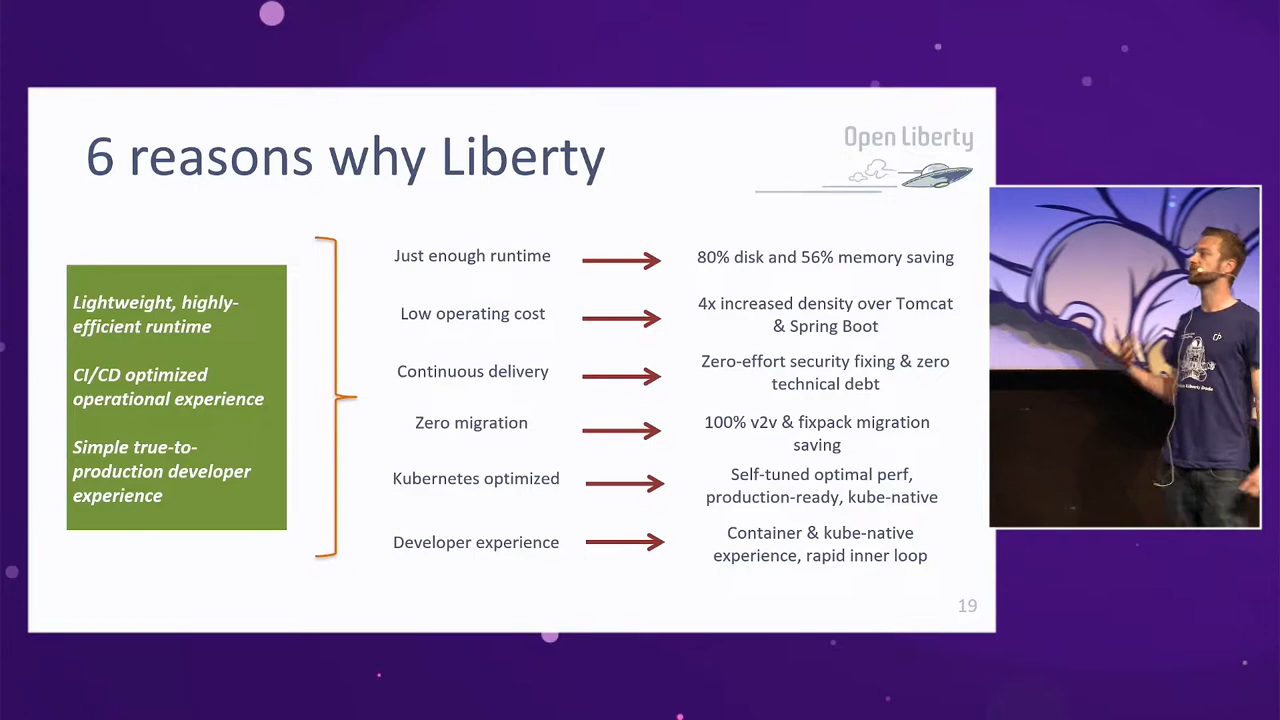 6 reasons why Liberty
Open Liberty
Lightweight, highly-
efficient runtime
CI/CD optimized
operational experience
Simple true-to-
production developer
experience
Just enough runtime
80% disk and 56% memory saving
Low operating cost
4x increased density over Tomcat
& Spring Boot
Continuous delivery
Zero-effort security fixing & zero
technical debt
Zero migration
100% v2v & fixpack migration
saving
Kubernetes optimized
Self-tuned optimal perf,
production-ready, kube-native
Developer experience
Container & kube-native
experience, rapid inner loop
19